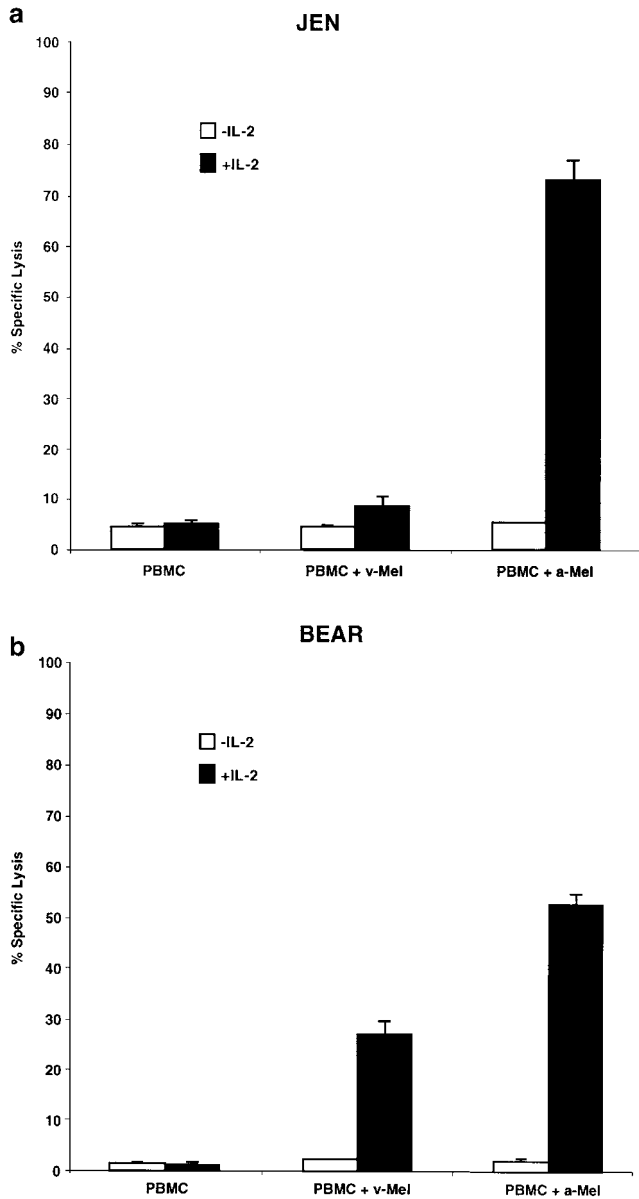 a
JEN
100
90
80
70
60
50
40
30
20
10
0
% Specific Lysis
-IL-2
+IL-2
PBMC
PBMC + v-Mel
PBMC + a-Mel
b
BEAR
100
90
80
70
60
50
40
30
20
10
0
% Specific Lysis
-IL-2
+IL-2
PBMC
PBMC + v-Mel
PBMC + a-Mel